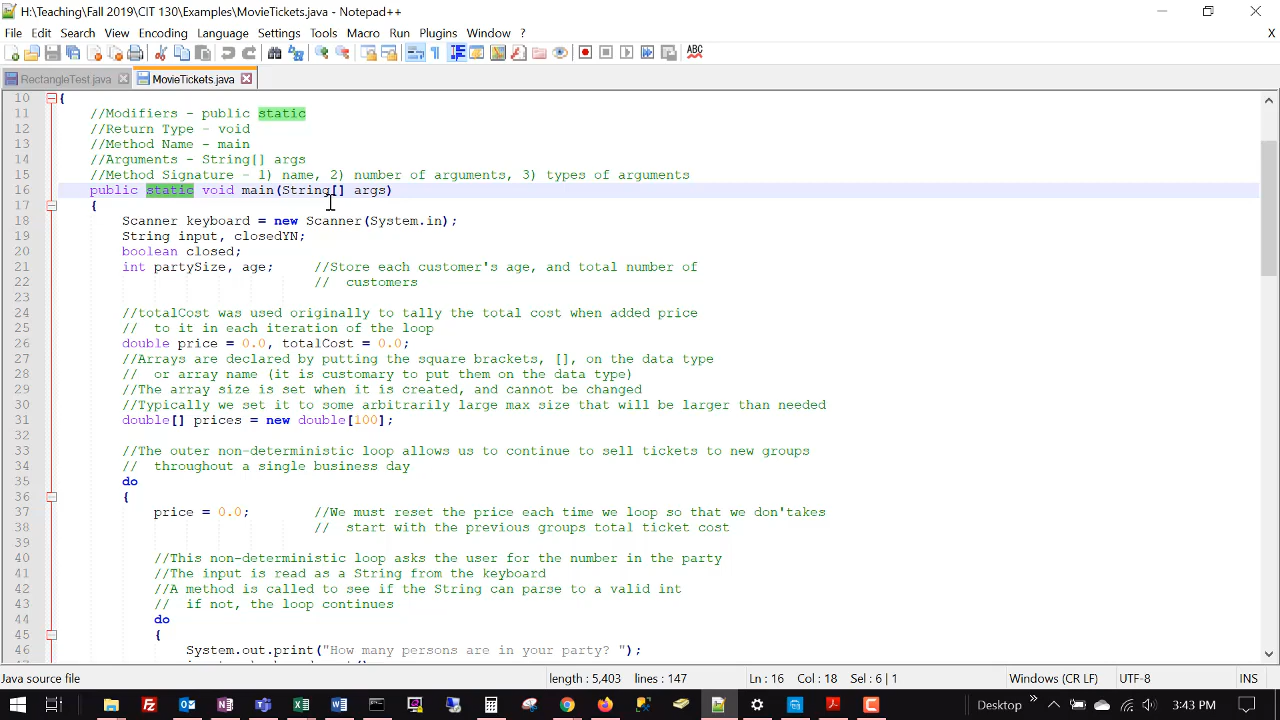 H:\Teaching\Fall 2019\CIT 130\Examples\MovieTickets.java - Notepad++
File Edit Search View Encoding Language Settings Tools Macro Run Plugins Window ? X
RectangleTest.java MovieTickets.java
10 {
11 //Modifiers - public static
12 //Return Type - void
13 //Method Name - main
14 //Arguments - String[] args
15 //Method Signature - 1) name, 2) number of arguments, 3) types of arguments
16 public static void main(String[] args)
17 {
18 Scanner keyboard = new Scanner(System.in);
19 String input, closedYN;
20 boolean closed;
21 int partySize, age; //Store each customer's age, and total number of
22 // customers
23
24 //totalCost was used originally to tally the total cost when added price
25 // to it in each iteration of the loop
26 double price = 0.0, totalCost = 0.0;
27 //Arrays are declared by putting the square brackets, [], on the data type
28 // or array name (it is customary to put them on the data type)
29 //The array size is set when it is created, and cannot be changed
30 //Typically we set it to some arbitrarily large max size that will be larger than needed
31 double[] prices = new double[100];
32
33 //The outer non-deterministic loop allows us to continue to sell tickets to new groups
34 // throughout a single business day
35 do
36 {
37 price = 0.0; //We must reset the price each time we loop so that we don'takes
38 // start with the previous groups total ticket cost
39
40 //This non-deterministic loop asks the user for the number in the party
41 //The input is read as a String from the keyboard
42 //A method is called to see if the String can parse to a valid int
43 // if not, the loop continues
44 do
45 {
46 System.out.print("How many persons are in your party? ");
Java source file length : 5,403 lines : 147 Ln : 16 Col : 18 Sel : 6 | 1 Windows (CR LF) UTF-8 INS
Desktop 3:43 PM